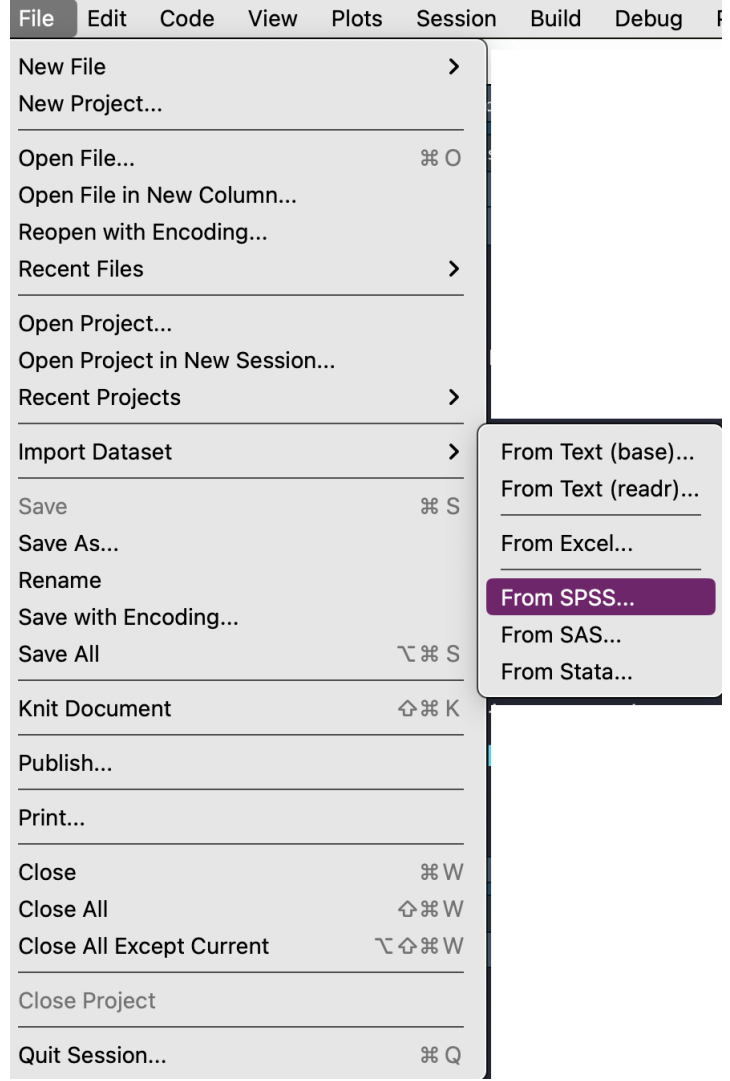 File Edit Code View Plots Session Build Debug
New File >
New Project...
Open File... ⌘ O
Open File in New Column...
Reopen with Encoding...
Recent Files >
Open Project...
Open Project in New Session...
Recent Projects >
Import Dataset >
From Text (base)...
From Text (readr)...
From Excel...
From SPSS...
From SAS...
From Stata...
Save ⌘ S
Save As...
Rename
Save with Encoding...
Save All ⌥⌘ S
Knit Document ⇧⌘ K
Publish...
Print...
Close ⌘W
Close All ⇧⌘W
Close All Except Current ⌥⇧⌘W
Close Project
Quit Session... ⌘ Q